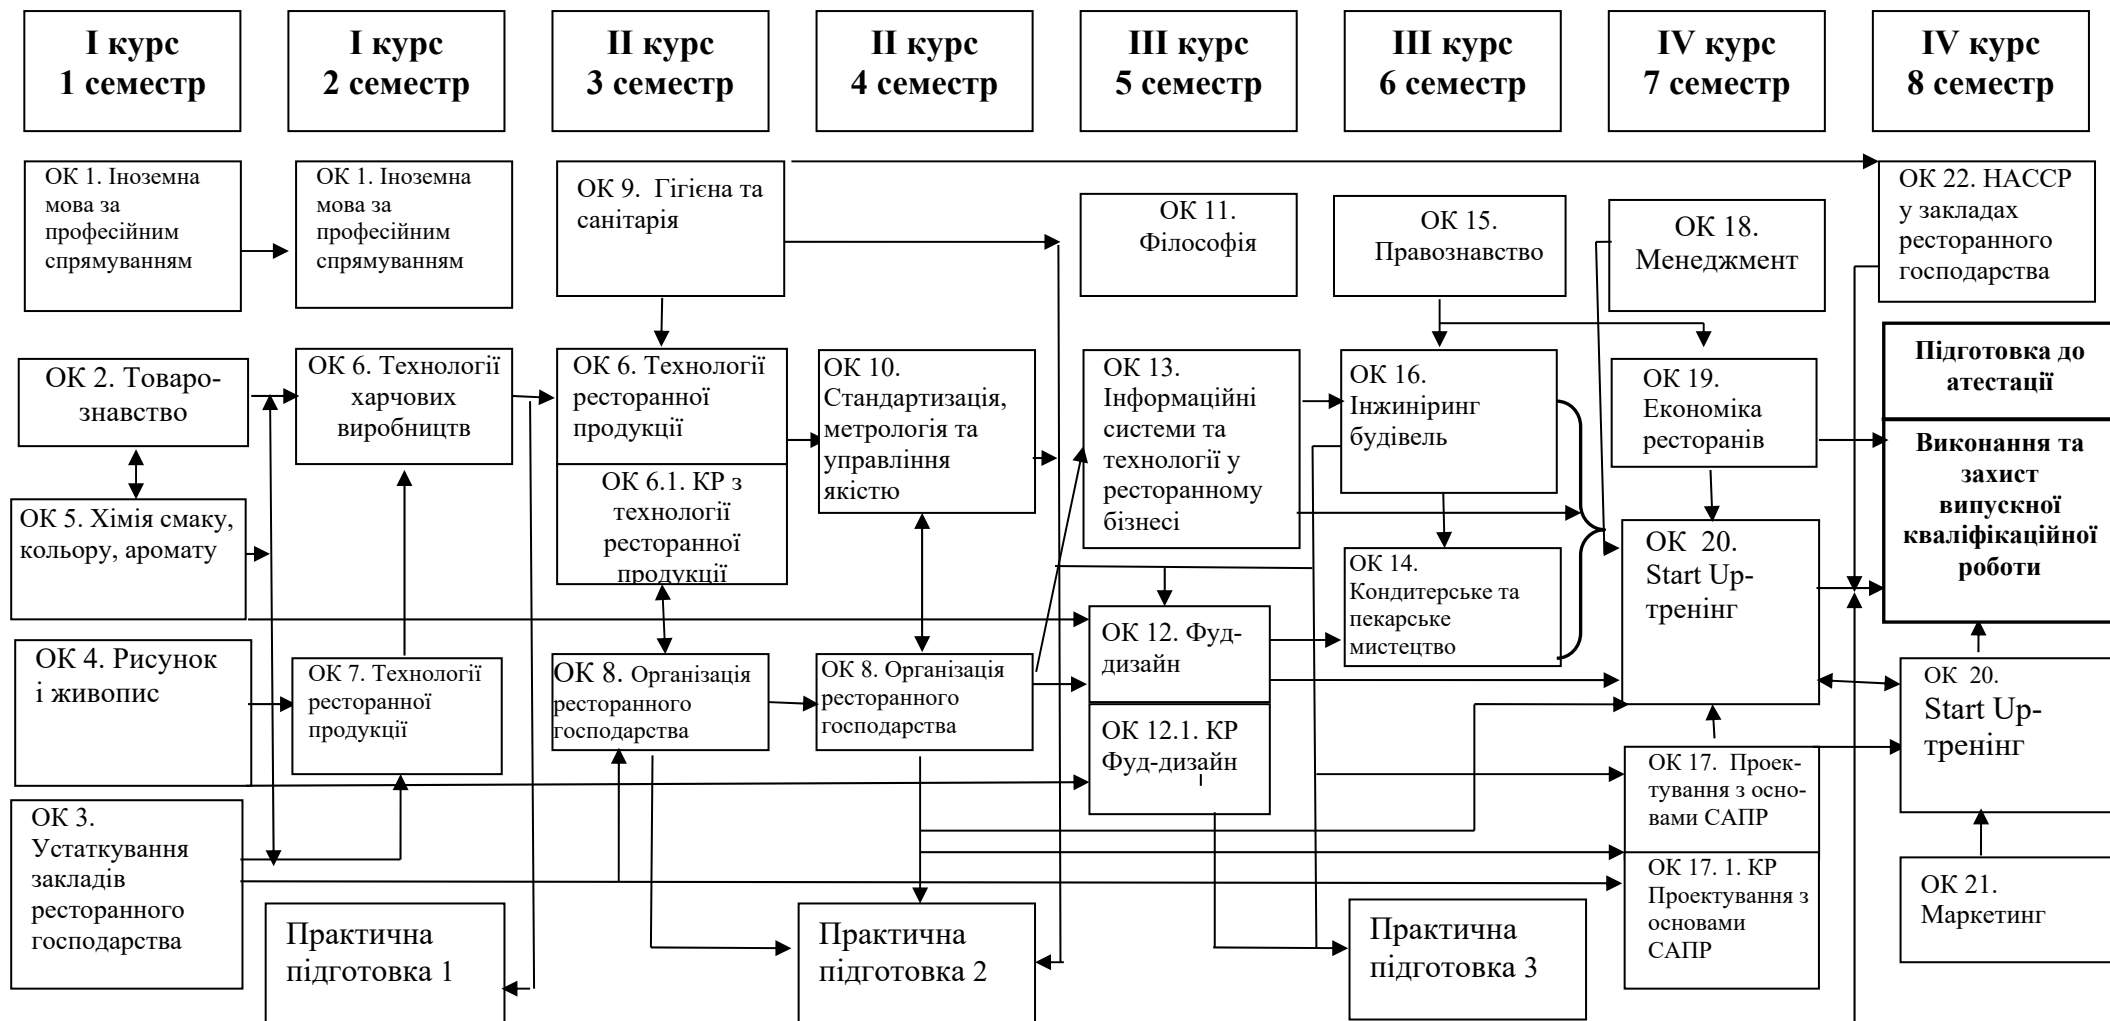 І курс
1 семестр
І курс
2 семестр
ІІ курс
3 семестр
ІІ курс
4 семестр
ІІІ курс
5 семестр
ІІІ курс
6 семестр
IV курс
7 семестр
IV курс
8 семестр
ОК 1. Іноземна
мова за
професійним
спрямуванням
ОК 1. Іноземна
мова за
професійним
спрямуванням
ОК 9. Гігієна та
санітарія
ОК 11.
Філософія
ОК 15.
Правознавство
ОК 18.
Менеджмент
ОК 22. НАССР
у закладах
ресторанного
господарства
ОК 2. Товаро-
знавство
ОК 6. Технології
харчових
виробництв
ОК 6. Технології
ресторанної
продукції
ОК 10.
Стандартизація,
метрологія та
управління
якістю
ОК 13.
Інформаційні
системи та
технології у
ресторанному
бізнесі
ОК 16.
Інжиніринг
будівель
ОК 19.
Економіка
ресторанів
Підготовка до
атестації
Виконання та
захист
випускної
кваліфікаційної
роботи
ОК 5. Хімія смаку,
кольору, аромату
ОК 6.1. КР з
технології
ресторанної
продукції
ОК 14.
Кондитерське та
пекарське
мистецтво
ОК 20.
Start Up-
тренінг
ОК 4. Рисунок
і живопис
ОК 7. Технології
ресторанної
продукції
ОК 8. Організація
ресторанного
господарства
ОК 8. Організація
ресторанного
господарства
ОК 12. Фуд-
дизайн
ОК 12.1. КР
Фуд-дизайн
ОК 20.
Start Up-
тренінг
ОК 17. Проек-
тування з осно-
вами САПР
ОК 3.
Устаткування
закладів
ресторанного
господарства
ОК 17. 1. КР
Проектування з
основами
САПР
ОК 21.
Маркетинг
Практична
підготовка 1
Практична
підготовка 2
Практична
підготовка 3